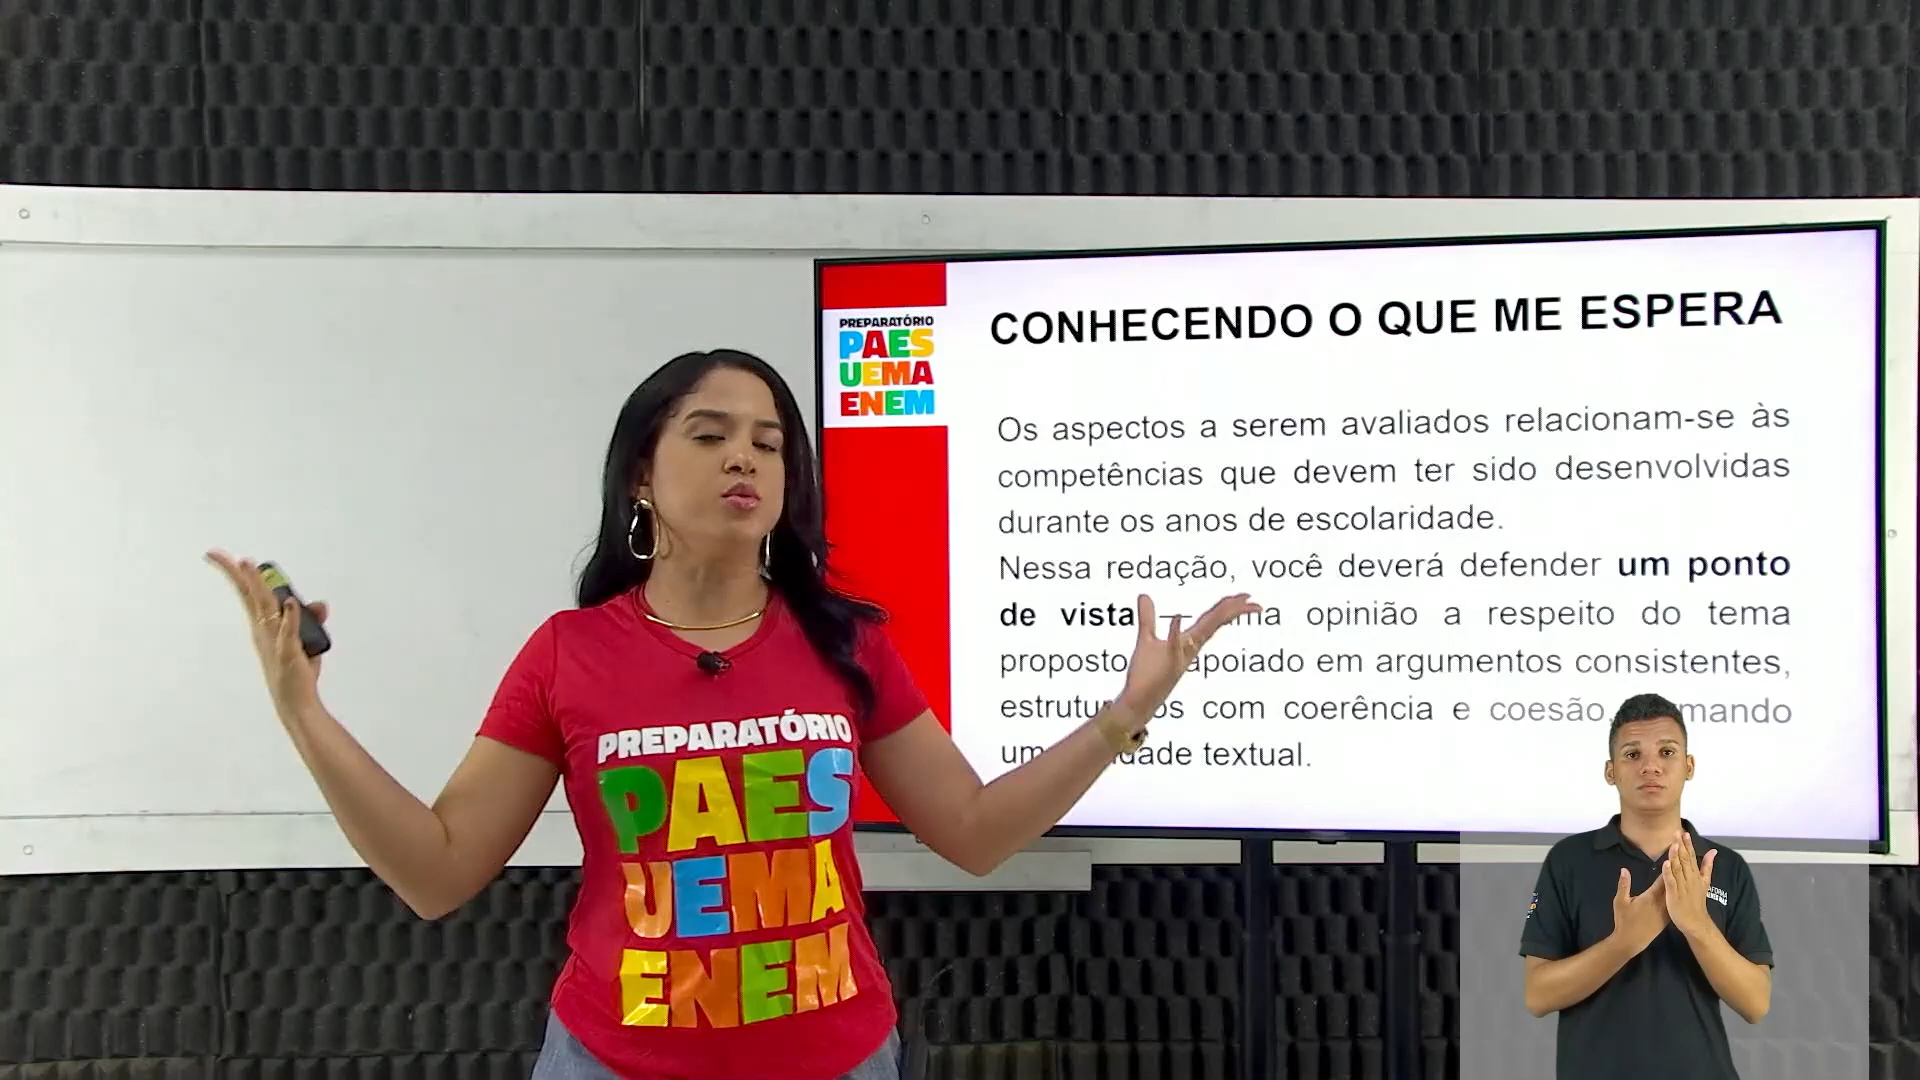 CONHECENDO O QUE ME ESPERA
PREPARATÓRIO
PAES
UEMA
ENEM
Os aspectos a serem avaliados relacionam-se às
competências que devem ter sido desenvolvidas
durante os anos de escolaridade.
Nessa redação, você deverá defender um ponto
de vista — opinião a respeito do tema
proposto apoiado em argumentos consistentes,
com coerência e coesão,
textual.
PREPARATÓRIO
PAES
UEMA
ENEM